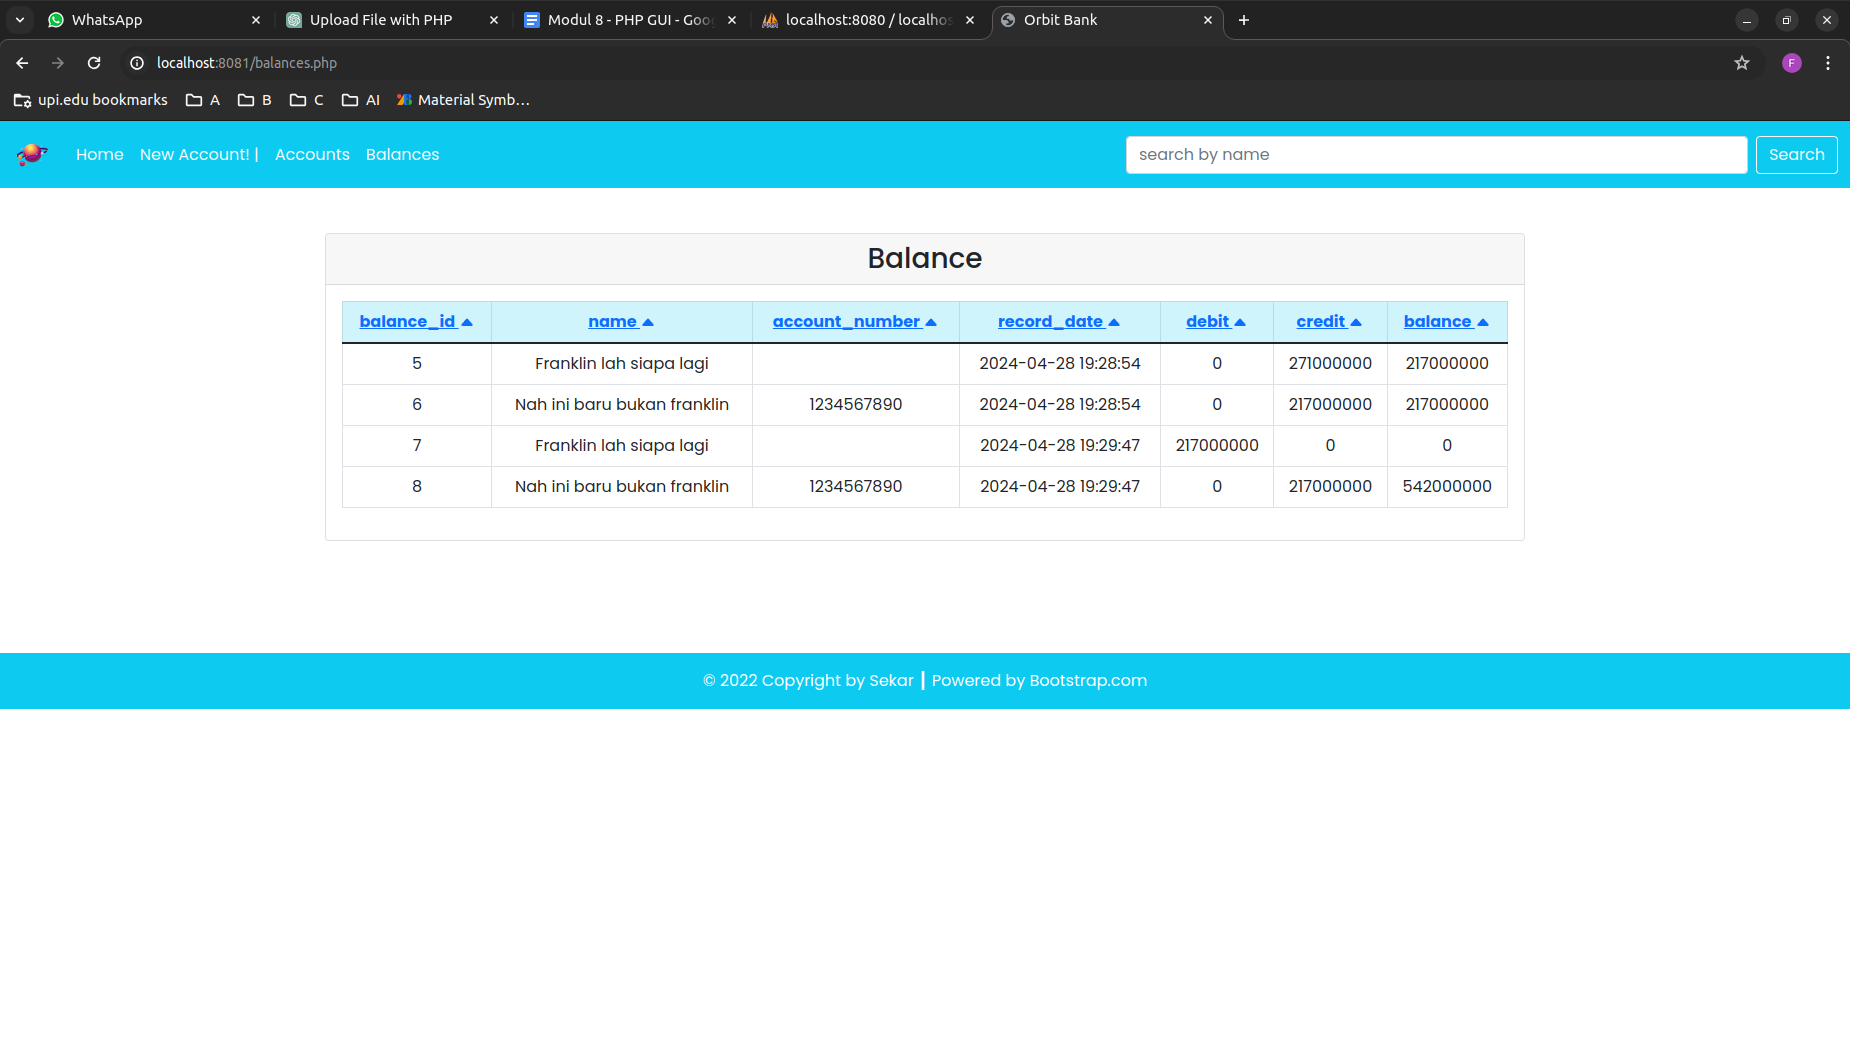 WhatsApp
Upload File with PHP
Modul 8 - PHP GUI - Goo
localhost:8080 / localhos
Orbit Bank
localhost:8081/balances.php
F
upi.edu bookmarks A B C AI Material Symb...
Home New Account! | Accounts Balances search by name Search
Balance
balance_id name account_number record_date debit credit balance
5 Franklin lah siapa lagi 2024-04-28 19:28:54 0 271000000 217000000
6 Nah ini baru bukan franklin 1234567890 2024-04-28 19:28:54 0 217000000 217000000
7 Franklin lah siapa lagi 2024-04-28 19:29:47 217000000 0 0
8 Nah ini baru bukan franklin 1234567890 2024-04-28 19:29:47 0 217000000 542000000
© 2022 Copyright by Sekar | Powered by Bootstrap.com